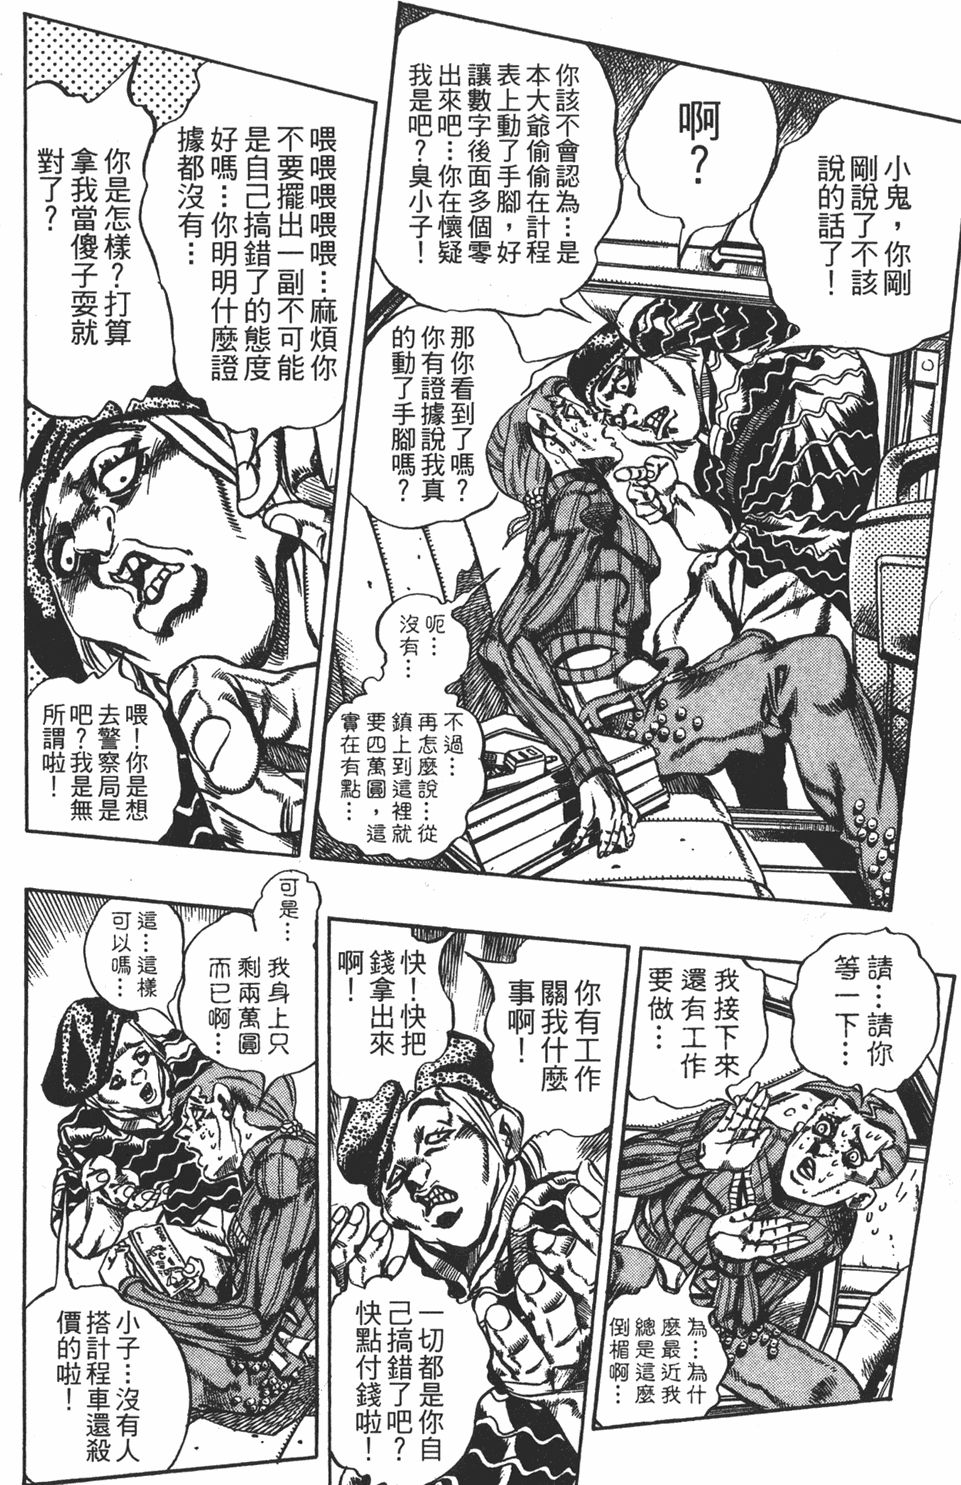 小鬼，你剛
剛說了不該
說的話了！
啊
？
你該不會認為…是
本大爺偷偷在計程
表上動了手腳，好
讓數字後面多個零
出來吧…你在懷疑
我是吧？臭小子！
那你看到了嗎？
你有證據說我真
的動了手腳嗎？
呃…
沒有…
不過…
再怎麼說…從
鎮上到這裡就
要四萬圓，這
實在有點…
喂喂喂喂喂…麻煩你
不要擺出一副不可能
是自己搞錯了的態度
好嗎…你明明什麼證
據都沒有…
你是怎樣？打算
拿我當傻子耍就
對了？
喂！你是想
去警察局是
吧？我是無
所謂啦！
請…請你
等一下…
我接下來
還有工作
要做…
為…為什
麼最近我
總是這麼
倒楣啊…
你有工作
關我什麼
事啊！
快！快把
錢拿出來
啊！
一切都是你自
己搞錯了吧？
快點付錢啦！
可是…
我身上只
剩兩萬圓
而已啊…
這…這樣
可以嗎…
小子…沒有人
搭計程車還殺
價的啦！